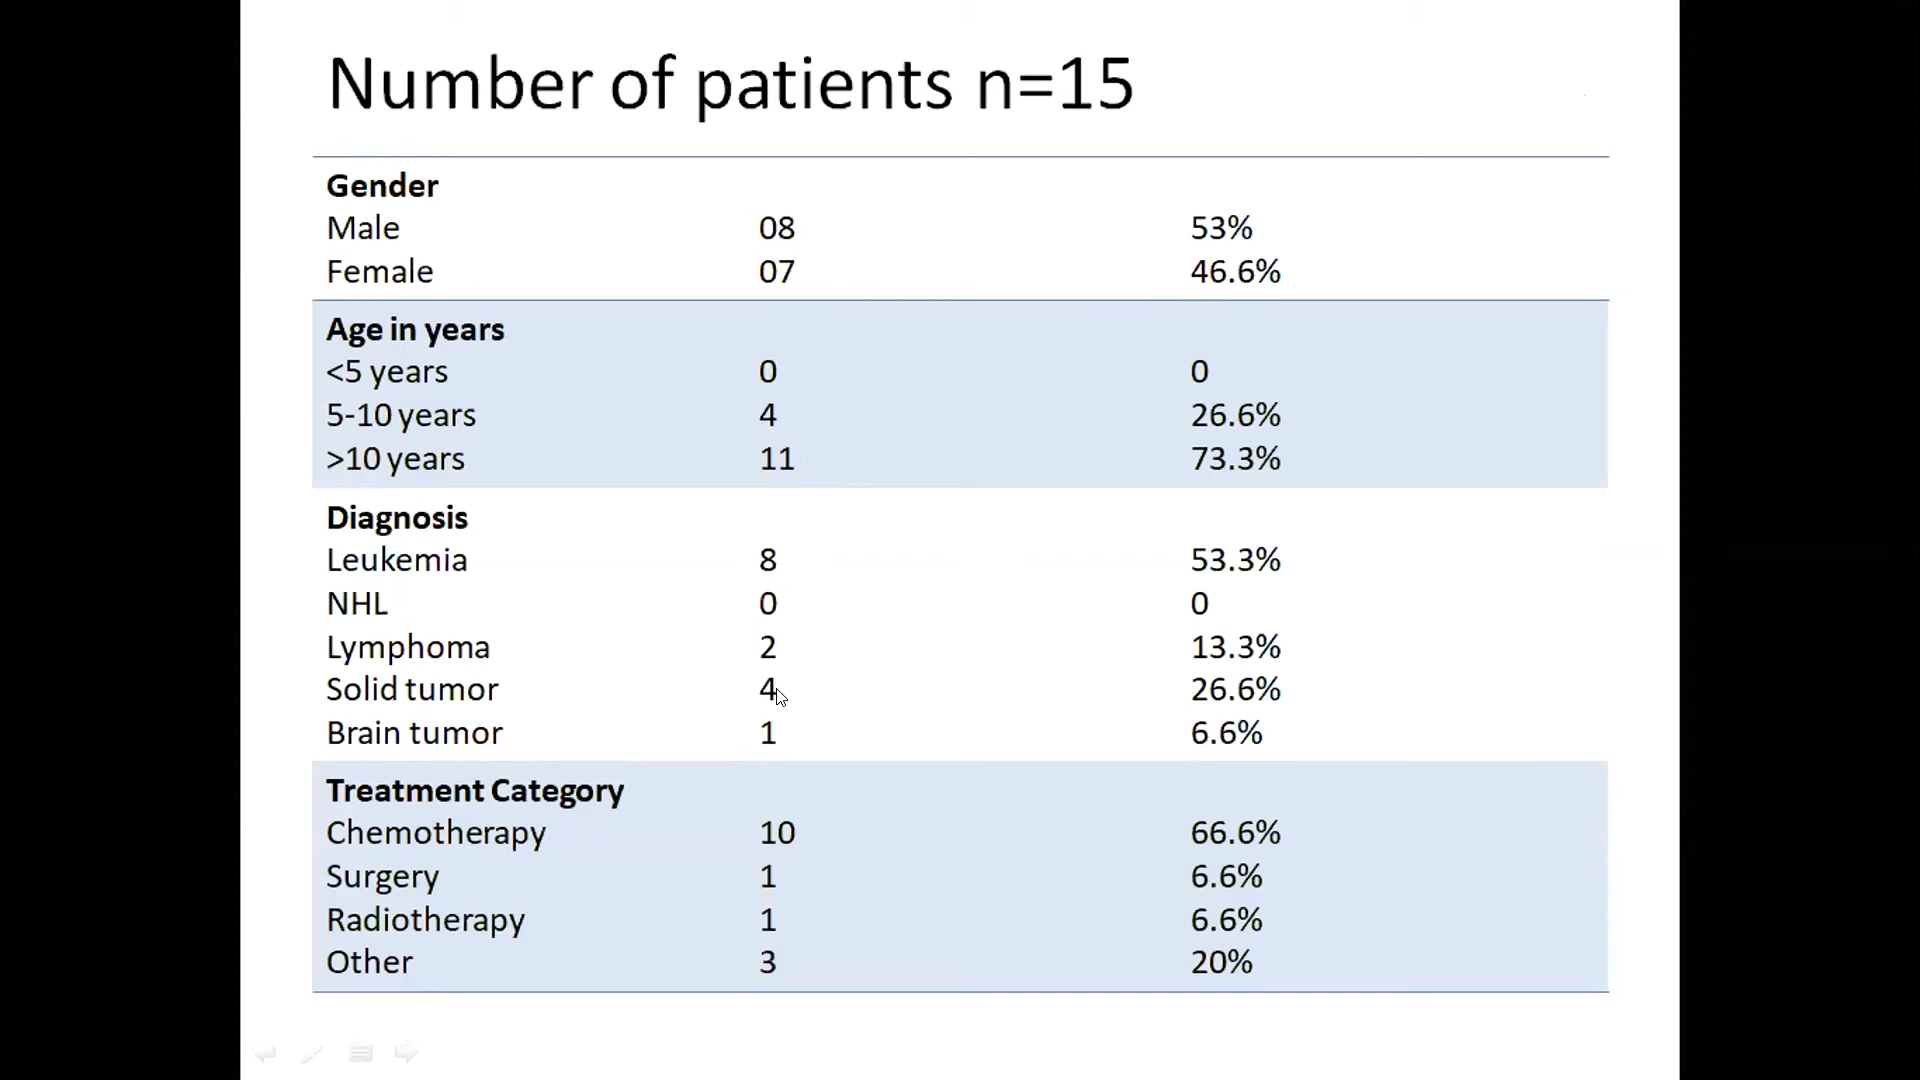 Number of patients n=15
Gender
Male 08 53%
Female 07 46.6%
Age in years
<5 years 0 0
5-10 years 4 26.6%
>10 years 11 73.3%
Diagnosis
Leukemia 8 53.3%
NHL 0 0
Lymphoma 2 13.3%
Solid tumor 4 26.6%
Brain tumor 1 6.6%
Treatment Category
Chemotherapy 10 66.6%
Surgery 1 6.6%
Radiotherapy 1 6.6%
Other 3 20%